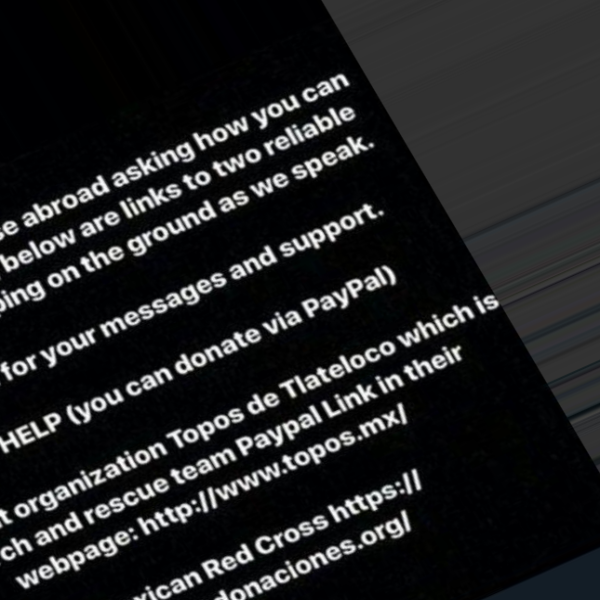 se abroad asking how you can
below are links to two reliable
ping on the ground as we speak.
for your messages and support.
HELP (you can donate via PayPal)
t organization Topos de Tlateloco which is
ch and rescue team Paypal Link in their
webpage: http://www.topos.mx/
xican Red Cross https://
donaciones.org/